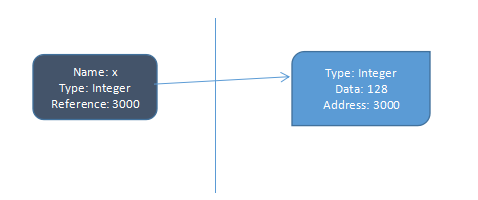 Name: x
Type: Integer
Reference: 3000
Type: Integer
Data: 128
Address: 3000